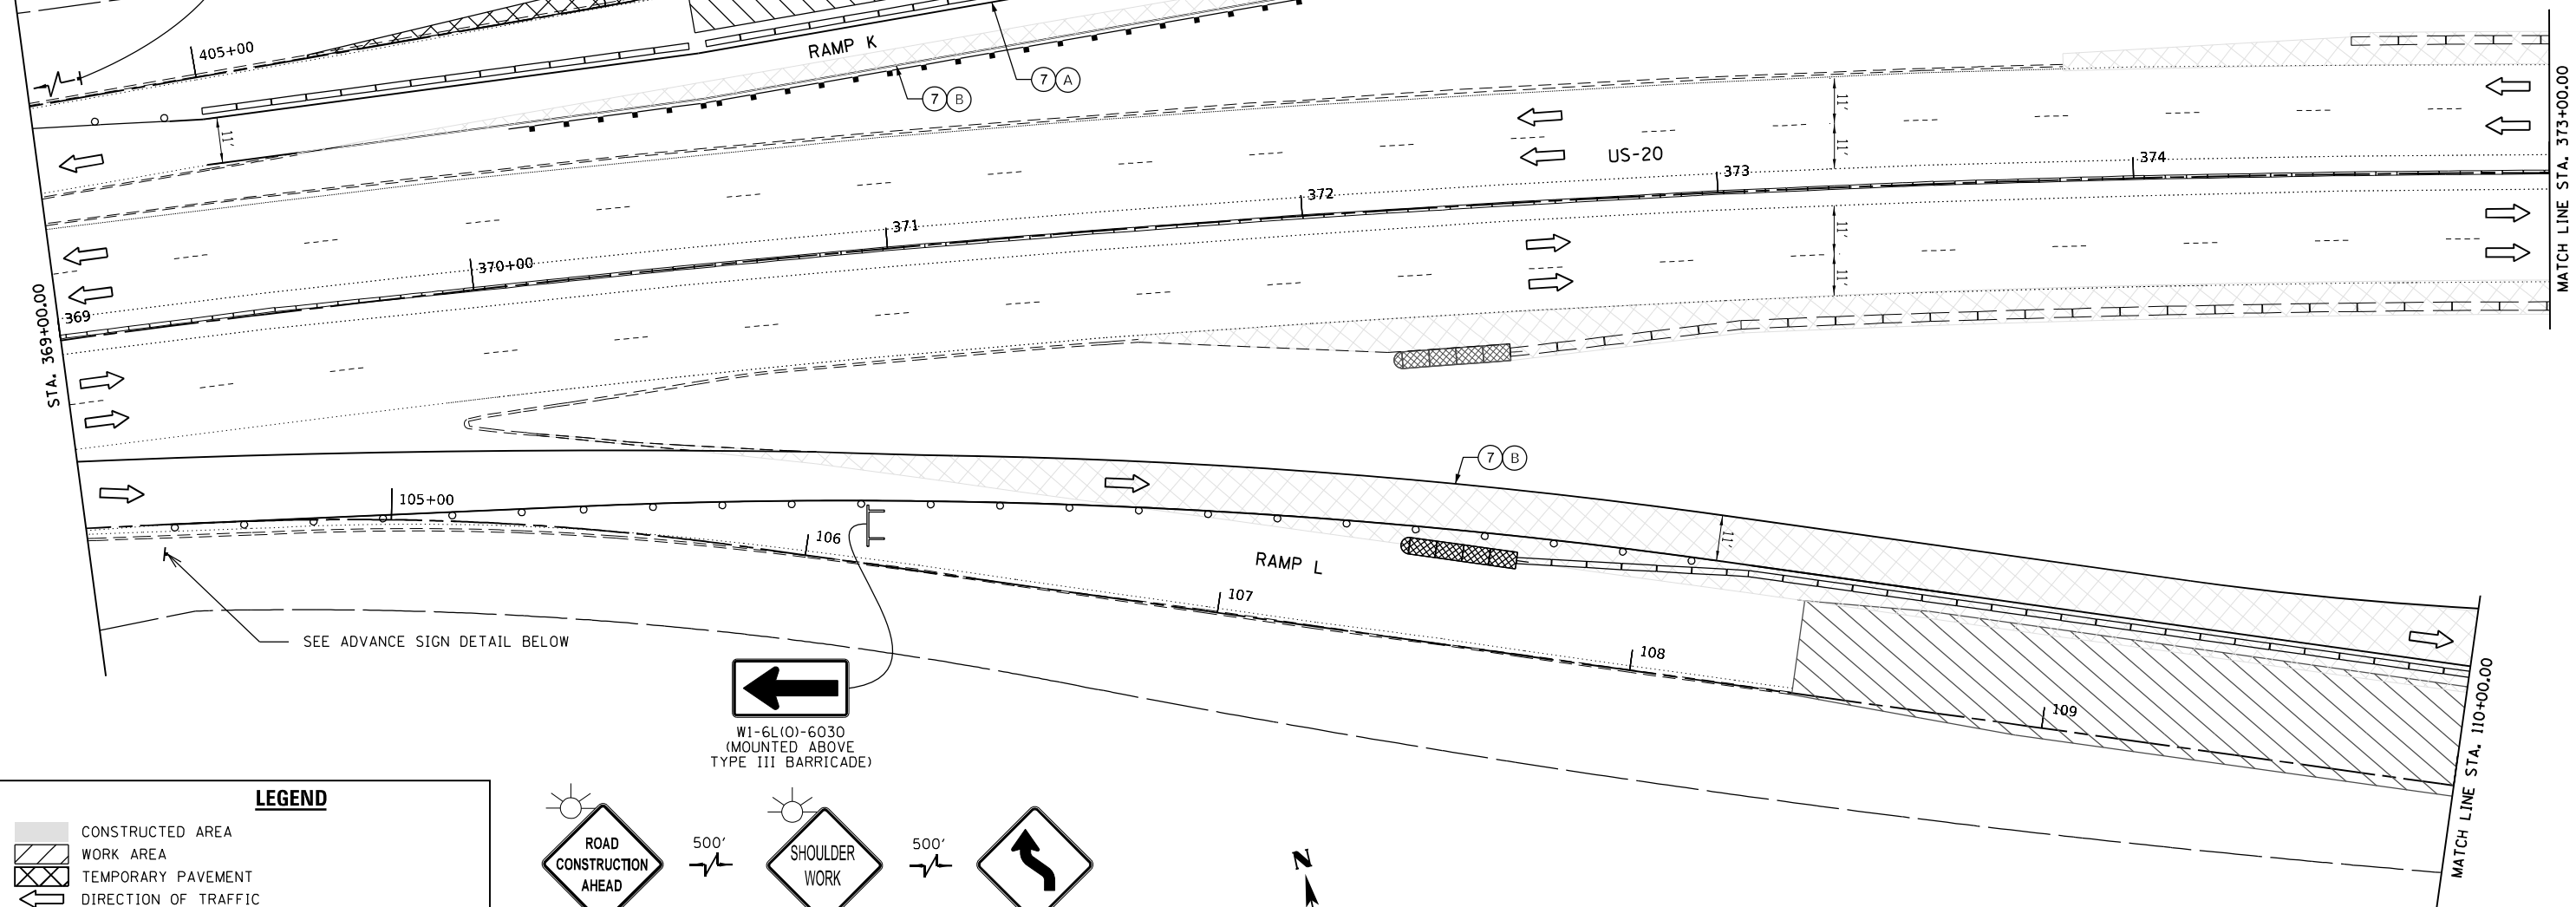 405+00
RAMP K
7 A
7 B
11'
11'
11'
US-20
374
373
372
371
370+00
369
STA. 369+00.00
MATCH LINE STA. 373+00.00
11'
11'
7 B
105+00
106
11'
RAMP L
107
108
109
SEE ADVANCE SIGN DETAIL BELOW
W1-6L(O)-6030
(MOUNTED ABOVE
TYPE III BARRICADE)
MATCH LINE STA. 110+00.00
LEGEND
CONSTRUCTED AREA
WORK AREA
TEMPORARY PAVEMENT
DIRECTION OF TRAFFIC
ROAD
CONSTRUCTION
AHEAD
500'
SHOULDER
WORK
500'
N